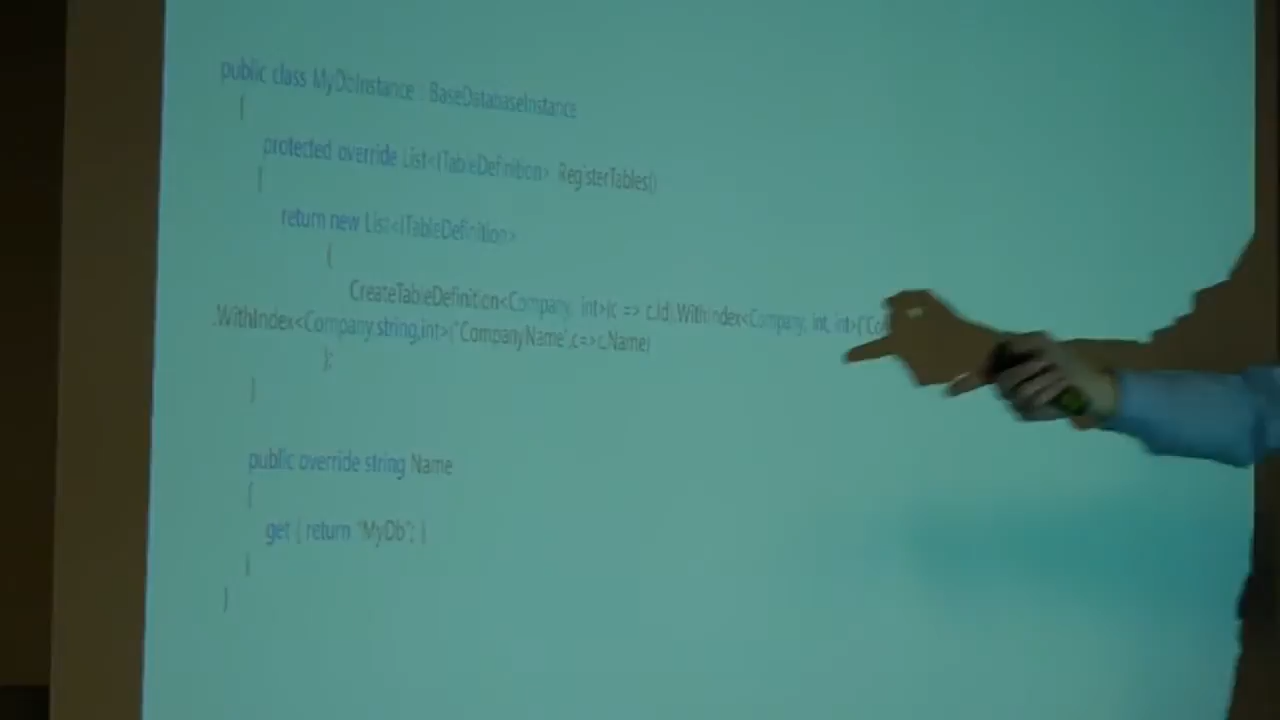 public class MyDbInstance : BaseDatabaseInstance
{
protected override List<ITableDefinition> RegisterTables()
{
return new List<ITableDefinition>
{
CreateTableDefinition<Company, int>(c => c.Id).WithIndex<Company, int, int>("Co
.WithIndex<Company,string,int>("CompanyName",c=>c.Name)
};
}
public override string Name
{
get { return "MyDb"; }
}
}